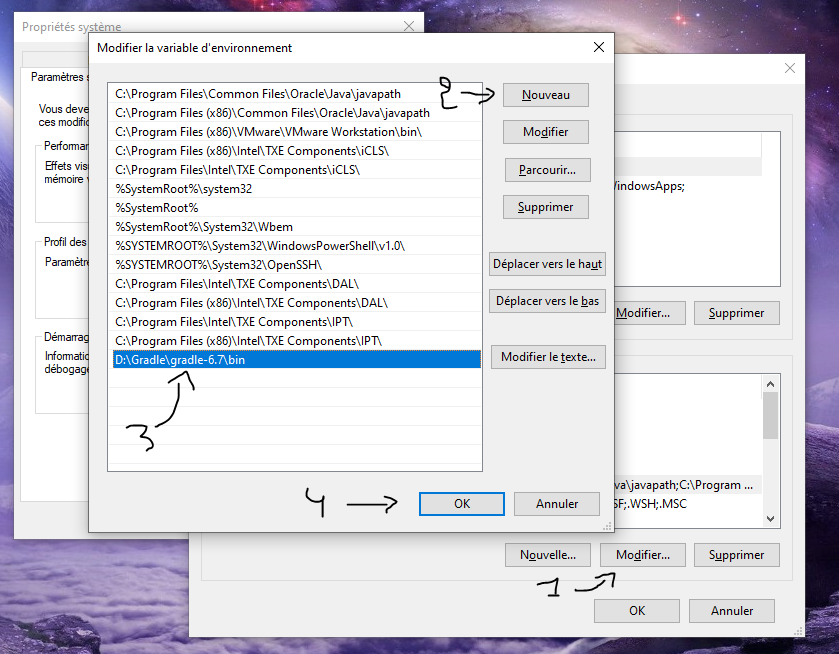 Propriétés système
Modifier la variable d'environnement
Paramètres s
Vous deve
ces modific
Performan
Effets visu
mémoire v
Profil des
Paramètre
Démarrag
Informatio
débogage
C:\Program Files\Common Files\Oracle\Java\javapath
C:\Program Files (x86)\Common Files\Oracle\Java\javapath
C:\Program Files (x86)\VMware\VMware Workstation\bin\
C:\Program Files (x86)\Intel\TXE Components\iCLS\
C:\Program Files\Intel\TXE Components\iCLS\
%SystemRoot%\system32
%SystemRoot%
%SystemRoot%\System32\Wbem
%SYSTEMROOT%\System32\WindowsPowerShell\v1.0\
%SYSTEMROOT%\System32\OpenSSH\
C:\Program Files\Intel\TXE Components\DAL\
C:\Program Files (x86)\Intel\TXE Components\DAL\
C:\Program Files\Intel\TXE Components\IPT\
C:\Program Files (x86)\Intel\TXE Components\IPT\
D:\Gradle\gradle-6.7\bin
2
Nouveau
Modifier
Parcourir...
Supprimer
Déplacer vers le haut
Déplacer vers le bas
Modifier le texte...
3
4
OK
Annuler
WindowsApps;
Modifier...
Supprimer
va\javapath;C:\Program ...
SF;.WSH;.MSC
Nouvelle...
Modifier...
Supprimer
1
OK
Annuler